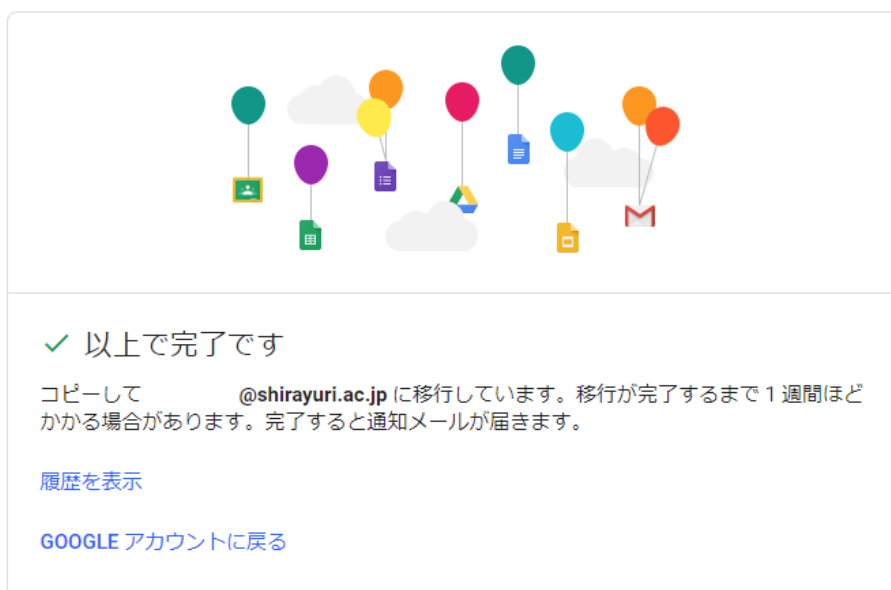 以上で完了です
コピーして @shirayuri.ac.jp に移行しています。移行が完了するまで 1 週間ほど
かかる場合があります。完了すると通知メールが届きます。
履歴を表示
GOOGLE アカウントに戻る